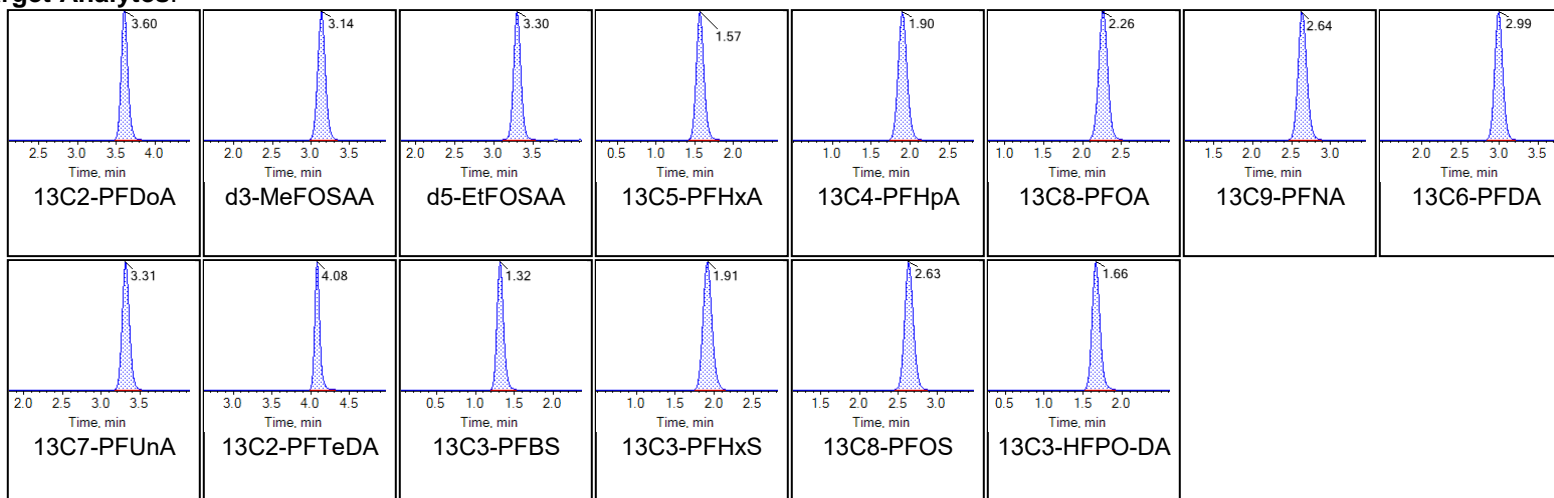 rget Analytes:
3.60 3.14 3.30 1.57 1.90 2.26 2.64 2.99
2.5 3.0 3.5 4.0 2.0 2.5 3.0 3.5 2.0 2.5 3.0 3.5 0.5 1.0 1.5 2.0 1.0 1.5 2.0 2.5 1.0 1.5 2.0 2.5 1.5 2.0 2.5 3.0 2.0 2.5 3.0 3.5
Time, min Time, min Time, min Time, min Time, min Time, min Time, min Time, min
13C2-PFDoA d3-MeFOSAA d5-EtFOSAA 13C5-PFHxA 13C4-PFHpA 13C8-PFOA 13C9-PFNA 13C6-PFDA
3.31 4.08 1.32 1.91 2.63 1.66
2.0 2.5 3.0 3.5 3.0 3.5 4.0 4.5 0.5 1.0 1.5 2.0 1.0 1.5 2.0 2.5 1.5 2.0 2.5 3.0 0.5 1.0 1.5 2.0
Time, min Time, min Time, min Time, min Time, min Time, min
13C7-PFUnA 13C2-PFTeDA 13C3-PFBS 13C3-PFHxS 13C8-PFOS 13C3-HFPO-DA